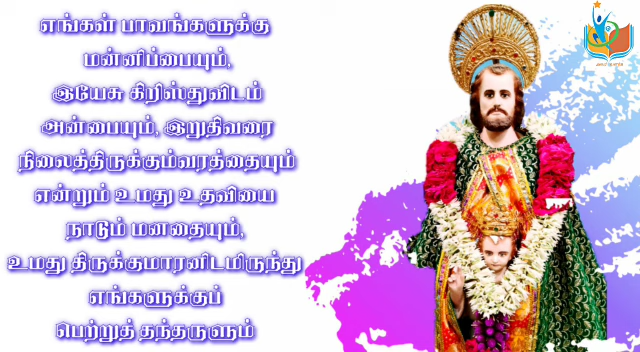 எங்கள் பாவங்களுக்கு
மன்னிப்பையும்,
இயேசு கிறிஸ்துவிடம்
அன்பையும், இறுதிவரை
நிலைத்திருக்கும்வரத்தையும்
என்றும் உமது உதவியை
நாடும் மனதையும்,
உமது திருக்குமாரனிடமிருந்து
எங்களுக்குப்
பெற்றுத் தந்தருளும்